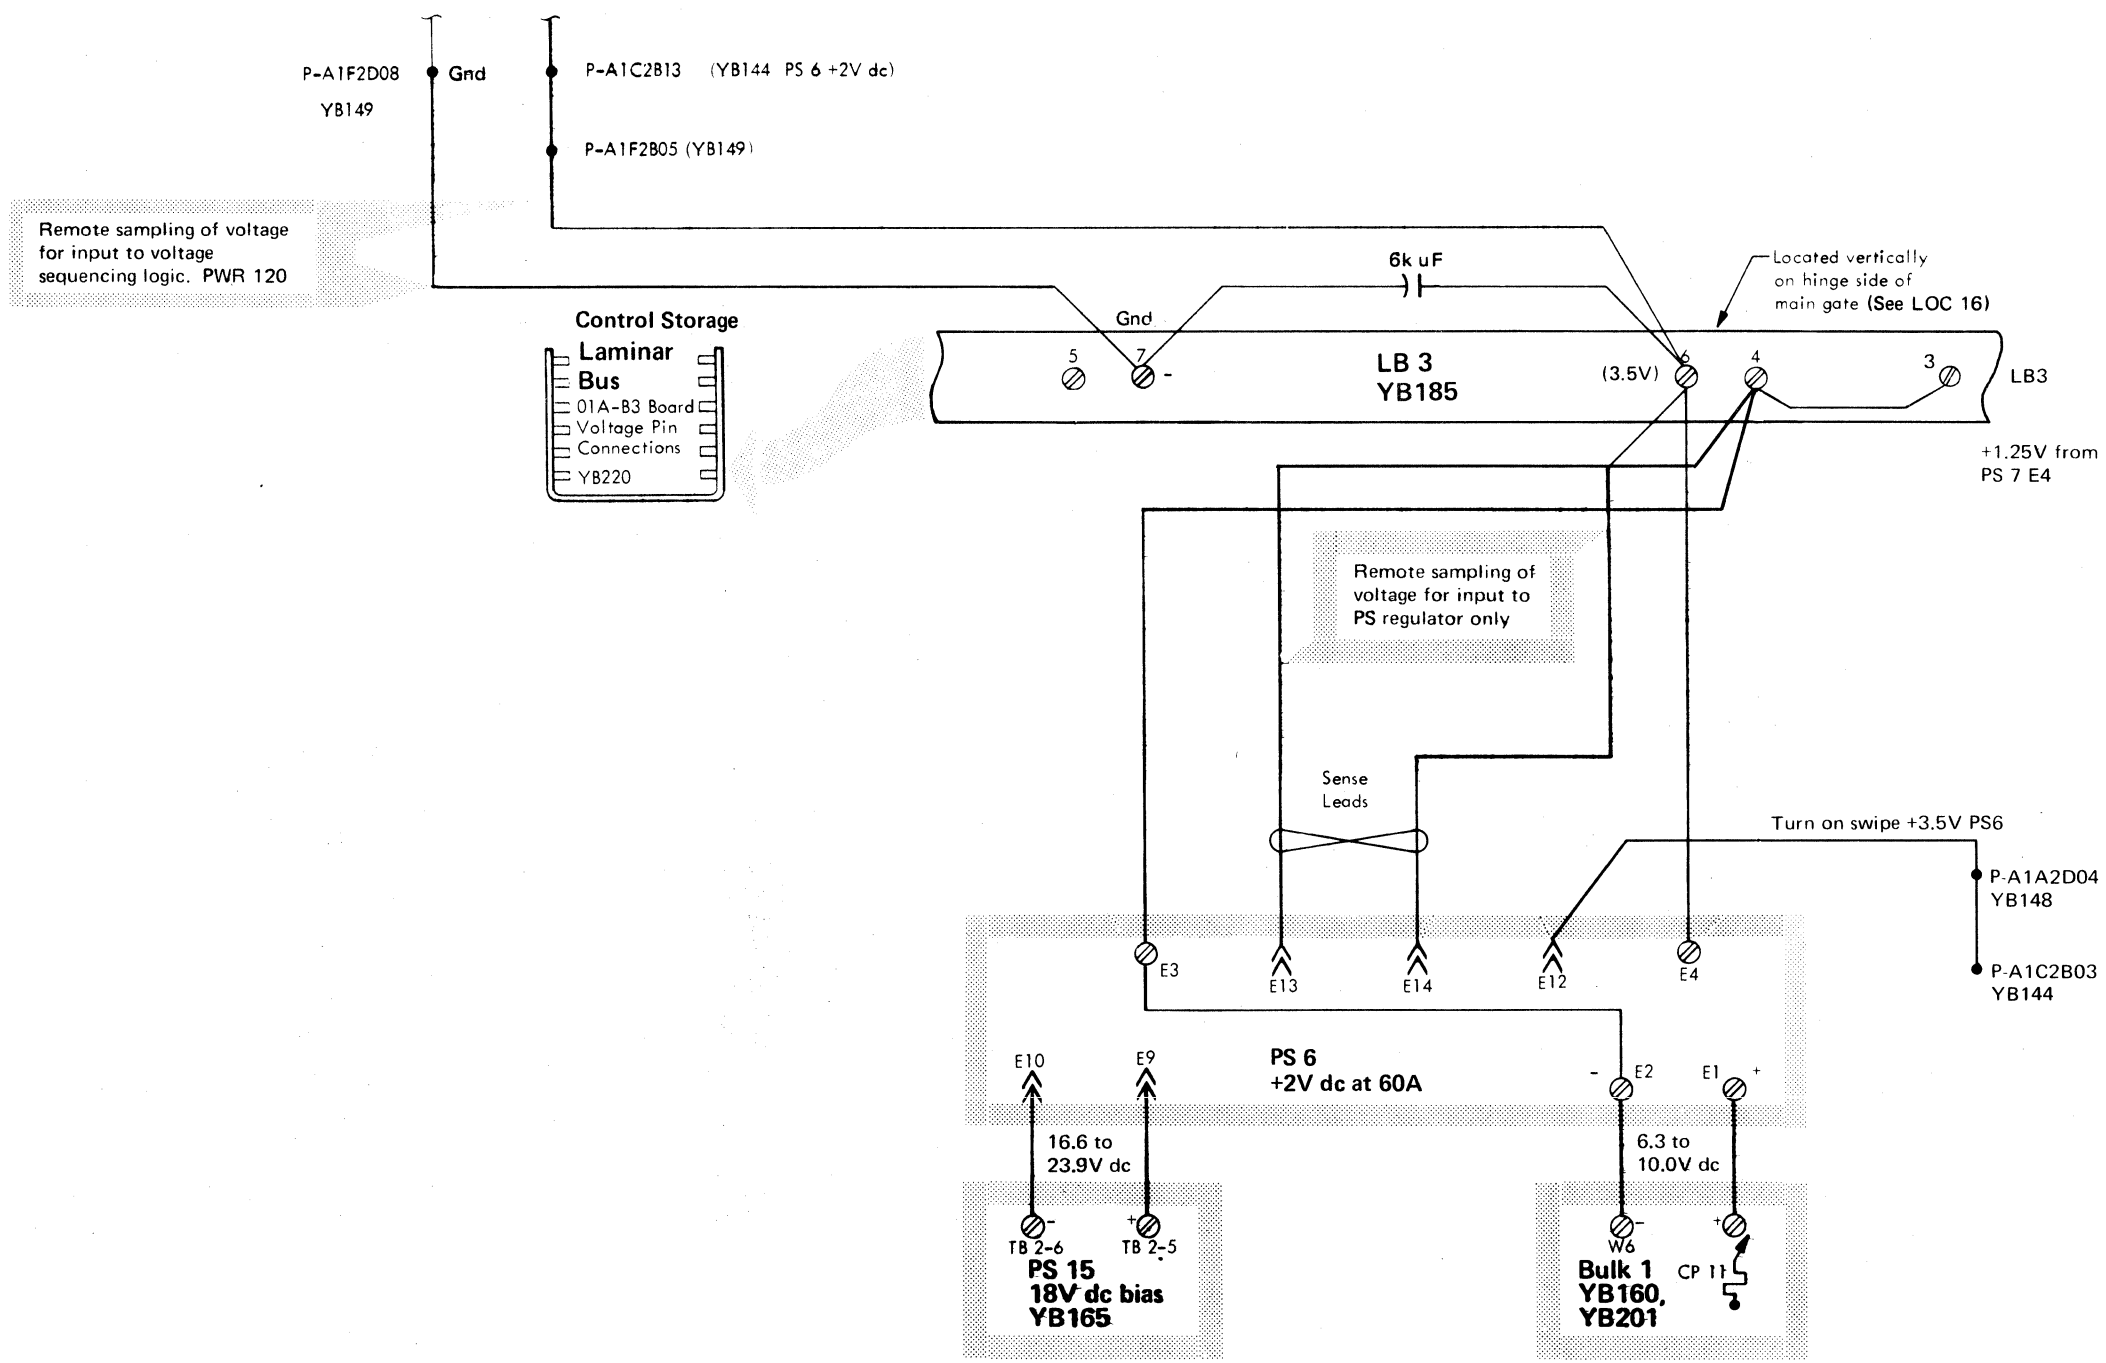 P-A1F2D08
Gnd
YB149
P-A1C2B13 (YB144 PS 6 +2V dc)
P-A1F2B05 (YB149)
Remote sampling of voltage
for input to voltage
sequencing logic. PWR 120
6k uF
Located vertically
on hinge side of
main gate (See LOC 16)
Control Storage
Laminar
Bus
01A-B3 Board
Voltage Pin
Connections
YB220
Gnd
5
7
-
LB 3
YB185
(3.5V)
6
4
3
LB3
+1.25V from
PS 7 E4
Remote sampling of
voltage for input to
PS regulator only
Sense
Leads
Turn on swipe +3.5V PS6
P-A1A2D04
YB148
P-A1C2B03
YB144
E3
E13
E14
E12
E4
E10
E9
PS 6
+2V dc at 60A
- E2
E1 +
16.6 to
23.9V dc
6.3 to
10.0V dc
-
+
TB 2-6
TB 2-5
PS 15
18V dc bias
YB165
-
+
W6
Bulk 1
YB160,
YB201
CP 11